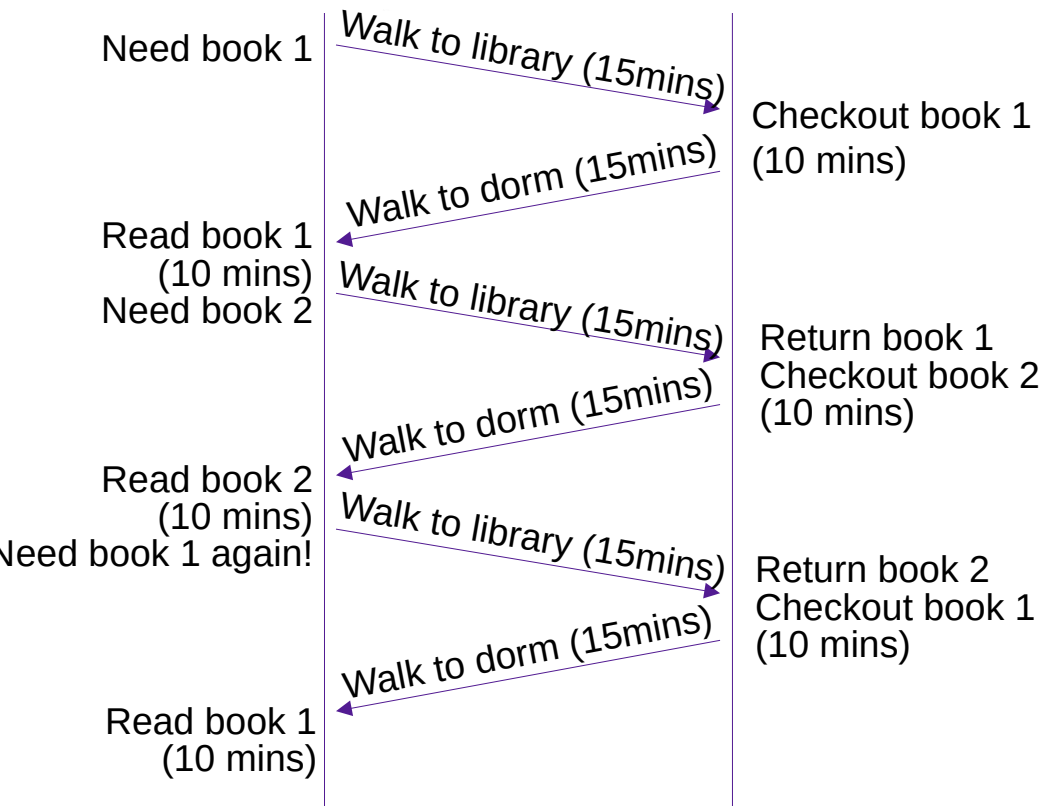 Need book 1
Walk to library (15mins)
Checkout book 1
(10 mins)
Walk to dorm (15mins)
Read book 1
(10 mins)
Need book 2
Walk to library (15mins)
Return book 1
Checkout book 2
(10 mins)
Walk to dorm (15mins)
Read book 2
(10 mins)
Need book 1 again!
Walk to library (15mins)
Return book 2
Checkout book 1
(10 mins)
Walk to dorm (15mins)
Read book 1
(10 mins)